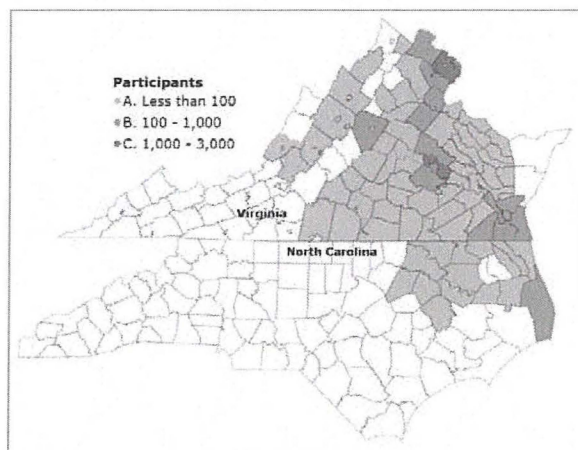 Participants
A. Less than 100
B. 100 - 1,000
C. 1,000 - 3,000
Virginia
North Carolina